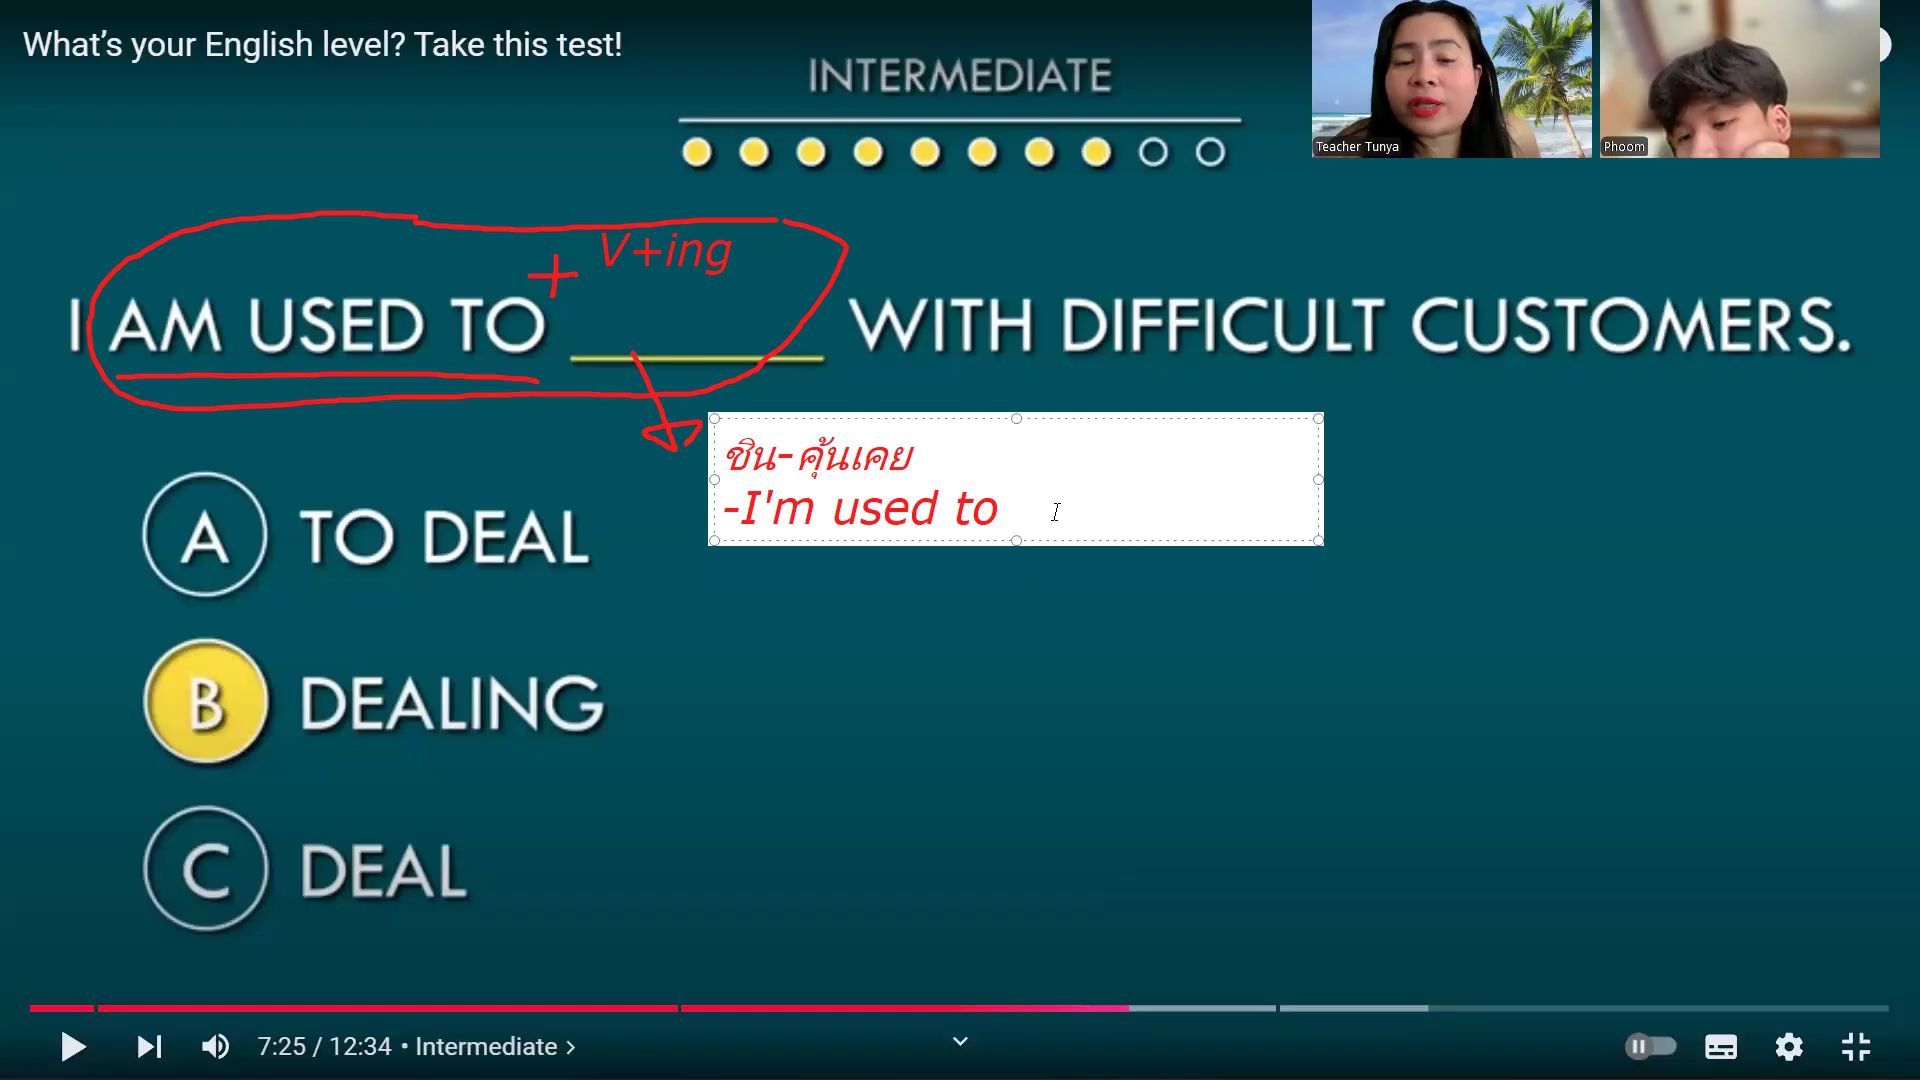 What’s your English level? Take this test!
INTERMEDIATE
Teacher Tunya
Phoom
V+ing
+
I AM USED TO ______ WITH DIFFICULT CUSTOMERS.
ชิน-คุ้นเคย
-I'm used to
A TO DEAL
B DEALING
C DEAL
7:25 / 12:34 • Intermediate >